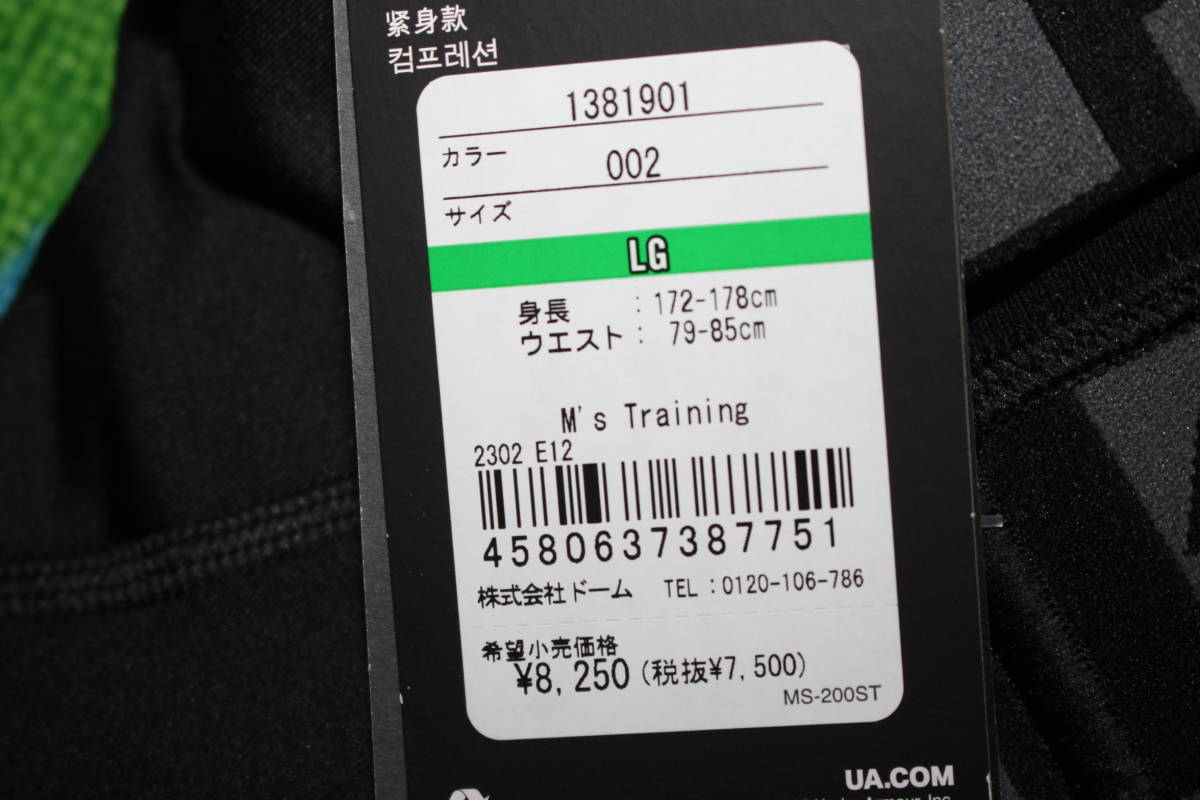 紧身款
컴프레션
1381901
カラー 002
サイズ
LG
身長 : 172-178cm
ウエスト : 79-85cm
M's Training
2302 E12
4580637387751
株式会社ドーム TEL : 0120-106-786
希望小売価格
¥8,250 (税抜¥7,500)
MS-200ST
UA.COM
Armour, Inc.